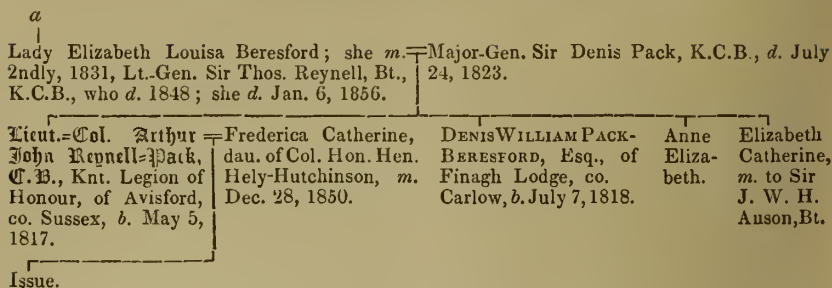 a
Lady Elizabeth Louisa Beresford; she m.
2ndly, 1831, Lt.-Gen. Sir Thos. Reynell, Bt.,
K.C.B., who d. 1848; she d. Jan. 6, 1856.
Major-Gen. Sir Denis Pack, K.C.B., d. July
24, 1823.
Lieut.=Col. Arthur
John Reynell=Pack,
C.B., Knt. Legion of
Honour, of Avisford,
co. Sussex, b. May 5,
1817.
Frederica Catherine,
dau. of Col. Hon. Hen.
Hely-Hutchinson, m.
Dec. 28, 1850.
DENIS WILLIAM PACK-
BERESFORD, Esq., of
Finagh Lodge, co.
Carlow, b. July 7, 1818.
Anne
Eliza-
beth.
Elizabeth
Catherine,
m. to Sir
J. W. H.
Auson, Bt.
Issue.